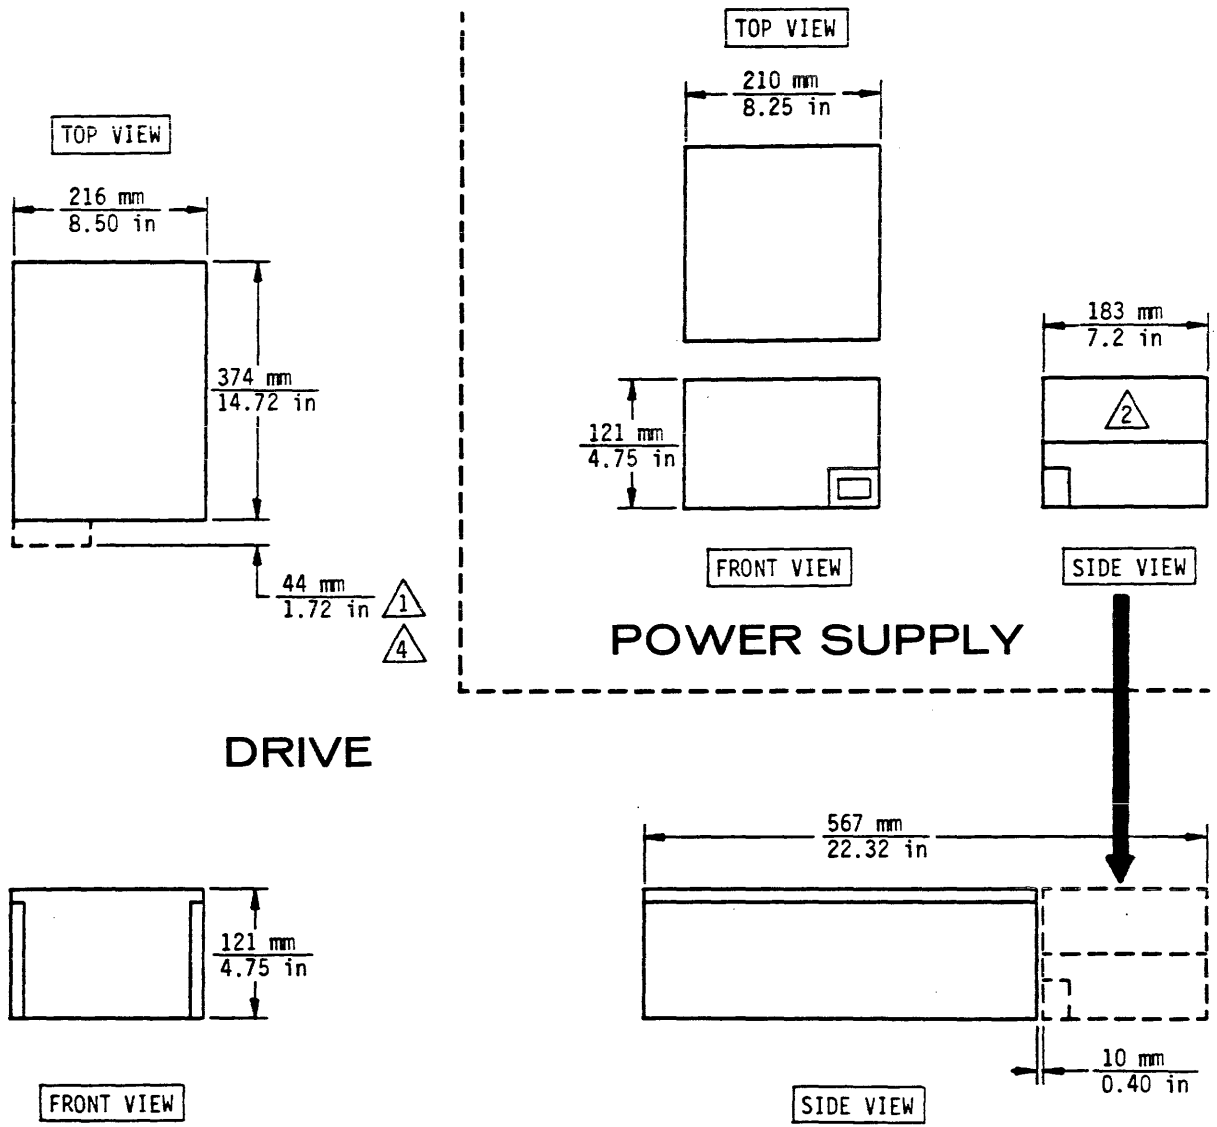 TOP VIEW
210 mm
8.25 in
TOP VIEW
216 mm
8.50 in
374 mm
14.72 in
44 mm
1.72 in
1
4
121 mm
4.75 in
183 mm
7.2 in
2
FRONT VIEW
SIDE VIEW
POWER SUPPLY
DRIVE
567 mm
22.32 in
121 mm
4.75 in
10 mm
0.40 in
FRONT VIEW
SIDE VIEW